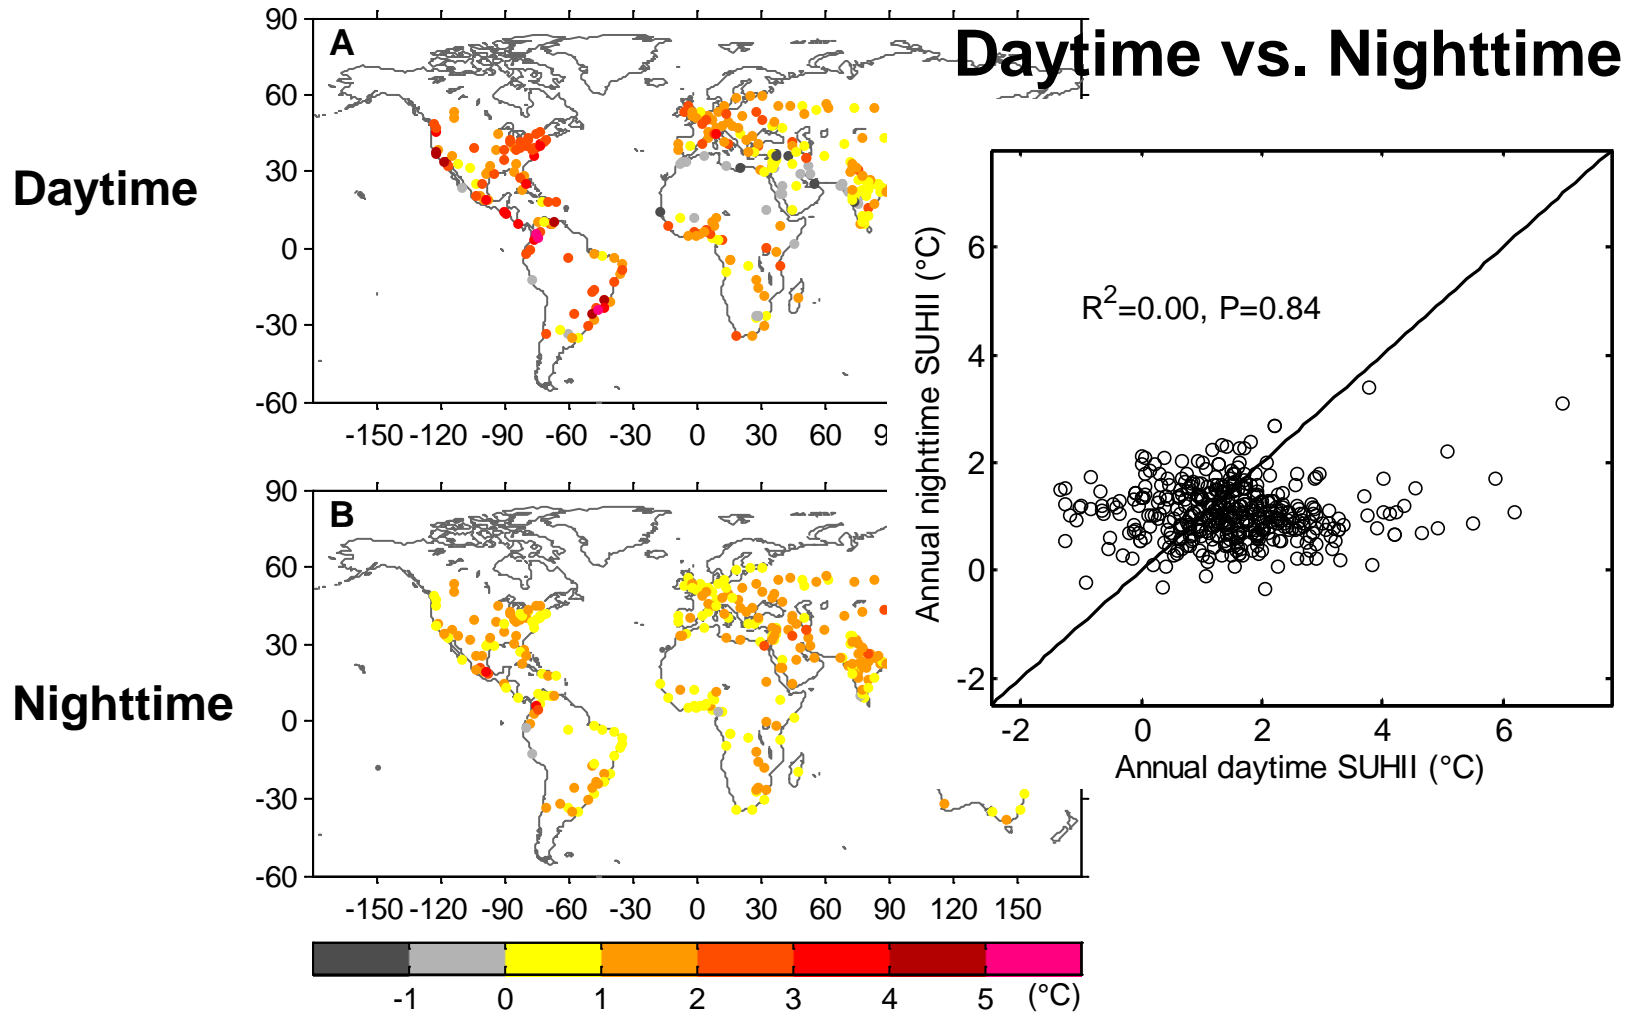 Daytime vs. Nighttime
Daytime
Nighttime
A
90
60
30
0
-30
-60
-150 -120 -90 -60 -30 0 30 60 9
B
90
60
30
0
-30
-60
-150 -120 -90 -60 -30 0 30 60 90 120 150
-1 0 1 2 3 4 5 (°C)
Annual nighttime SUHII (°C)
6
4
2
0
-2
R2=0.00, P=0.84
-2 0 2 4 6
Annual daytime SUHII (°C)